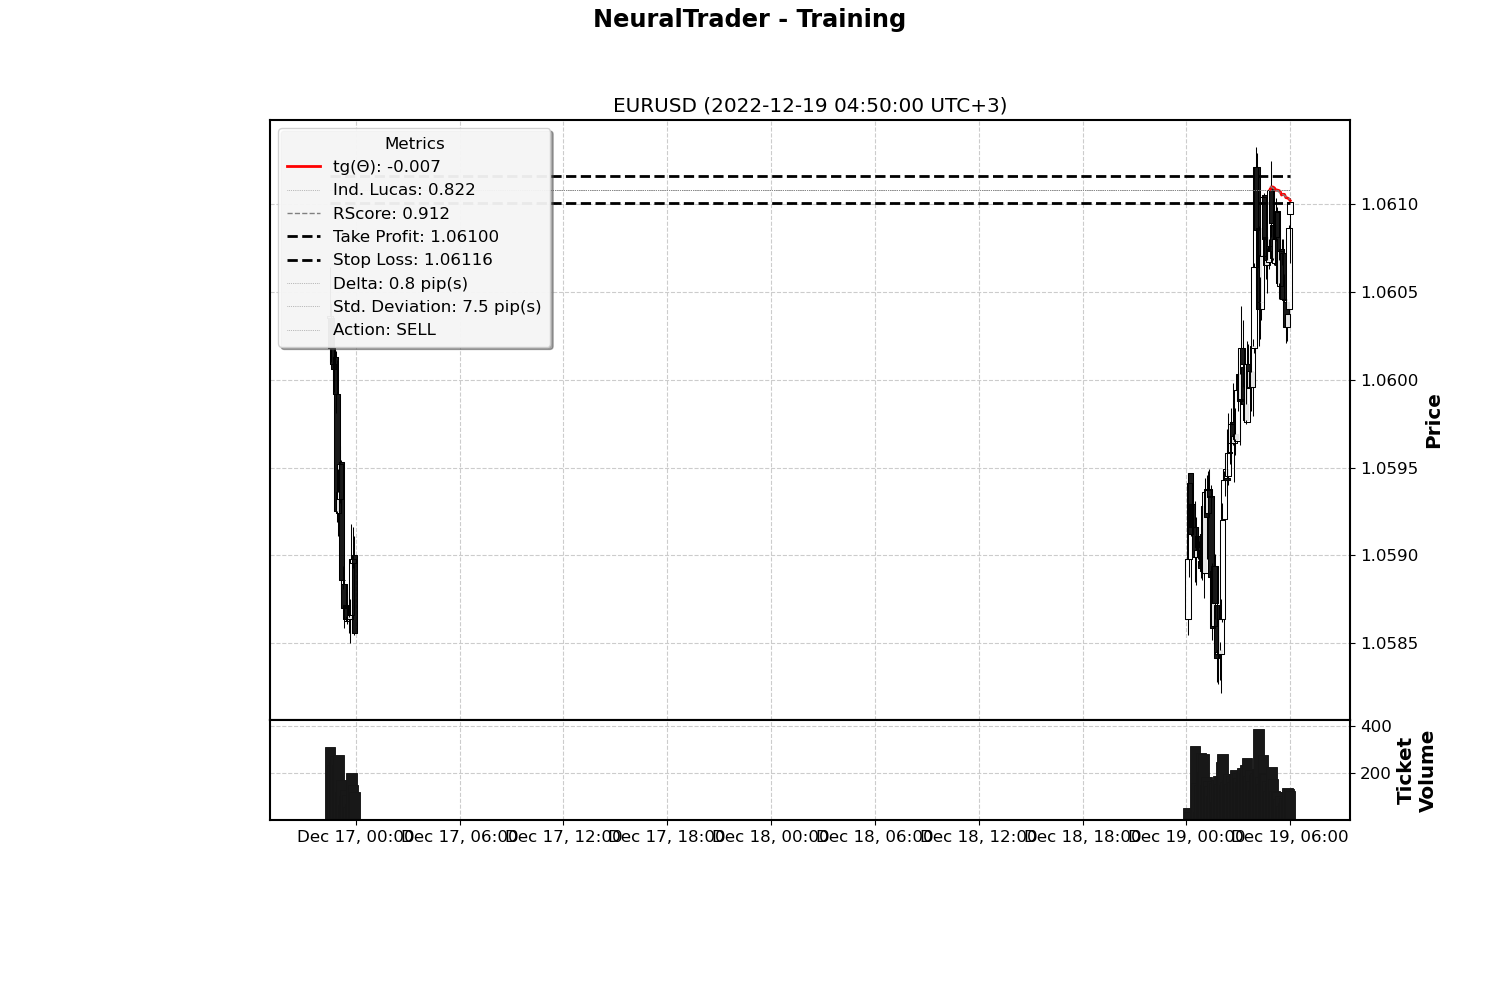 NeuralTrader - Training
EURUSD (2022-12-19 04:50:00 UTC+3)
Metrics
tg(Θ): -0.007
Ind. Lucas: 0.822
RScore: 0.912
Take Profit: 1.06100
Stop Loss: 1.06116
Delta: 0.8 pip(s)
Std. Deviation: 7.5 pip(s)
Action: SELL
1.0610
1.0605
1.0600
1.0595
1.0590
1.0585
Price
400
200
Ticket
Volume
Dec 17, 00:00 Dec 17, 06:00 Dec 17, 12:00 Dec 17, 18:00 Dec 18, 00:00 Dec 18, 06:00 Dec 18, 12:00 Dec 18, 18:00 Dec 19, 00:00 Dec 19, 06:00